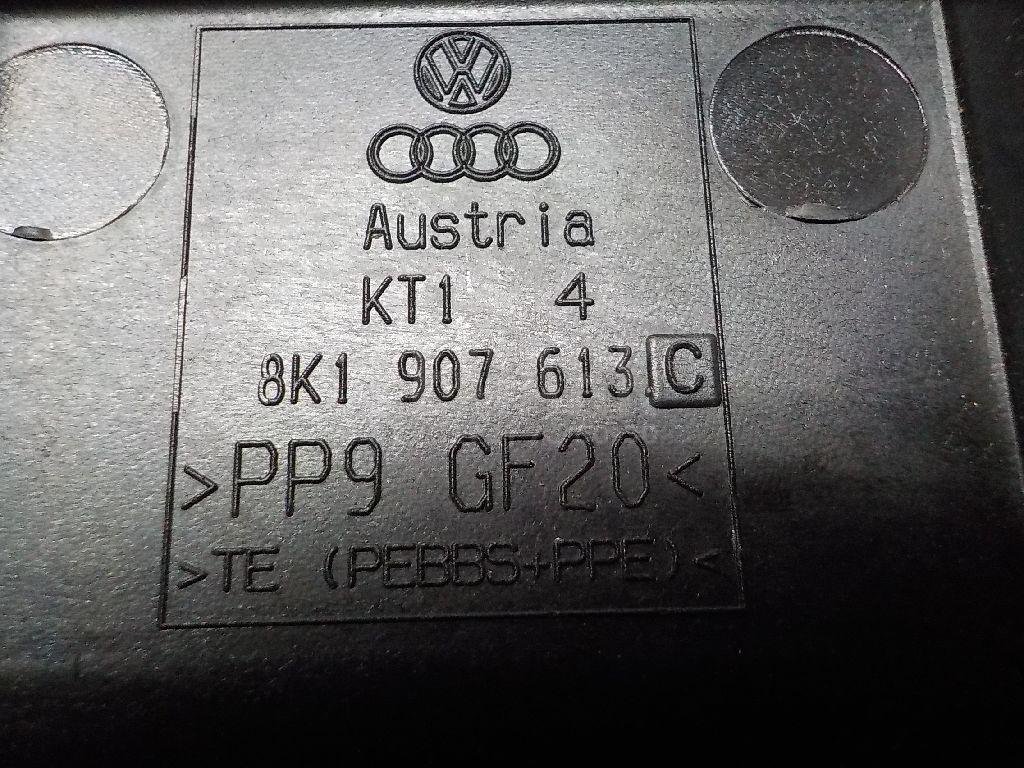 Austria
KT1 4
8K1 907 613 C
>PP9 GF20<
>TE (PEBBS+PPE)<